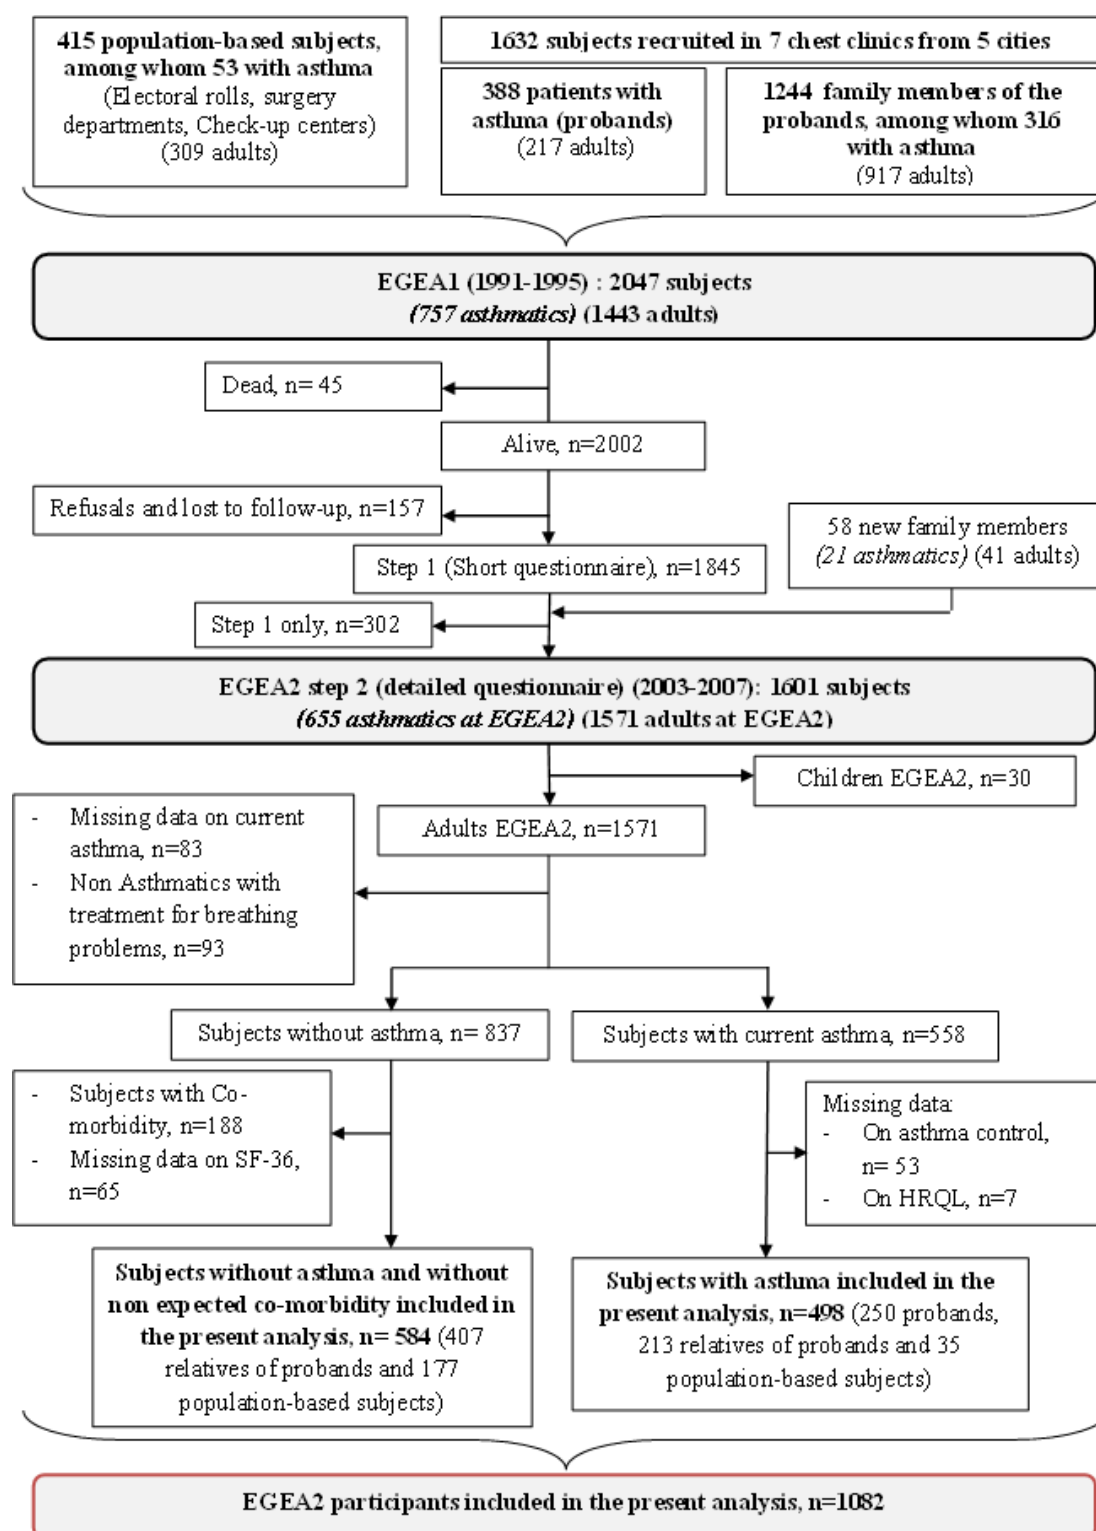 415 population-based subjects,
among whom 53 with asthma
(Electoral rolls, surgery
departments, Check-up centers)
(309 adults)
1632 subjects recruited in 7 chest clinics from 5 cities
388 patients with
asthma (probands)
(217 adults)
1244 family members of the
probands, among whom 316
with asthma
(917 adults)
EGEA1 (1991-1995) : 2047 subjects
(757 asthmatics) (1443 adults)
Dead, n= 45
Alive, n=2002
Refusals and lost to follow-up, n=157
58 new family members
(21 asthmatics) (41 adults)
Step 1 (Short questionnaire), n=1845
Step 1 only, n=302
EGEA2 step 2 (detailed questionnaire) (2003-2007): 1601 subjects
(655 asthmatics at EGEA2) (1571 adults at EGEA2)
Children EGEA2, n=30
Adults EGEA2, n=1571
- Missing data on current
asthma, n=83
- Non Asthmatics with
treatment for breathing
problems, n=93
Subjects without asthma, n= 837
Subjects with current asthma, n=558
- Subjects with Co-
morbidity, n=188
- Missing data on SF-36,
n=65
Missing data:
- On asthma control,
n= 53
- On HRQL, n=7
Subjects without asthma and without
non expected co-morbidity included in
the present analysis, n= 584 (407
relatives of probands and 177
population-based subjects)
Subjects with asthma included in the
present analysis, n=498 (250 probands,
213 relatives of probands and 35
population-based subjects)
EGEA2 participants included in the present analysis, n=1082